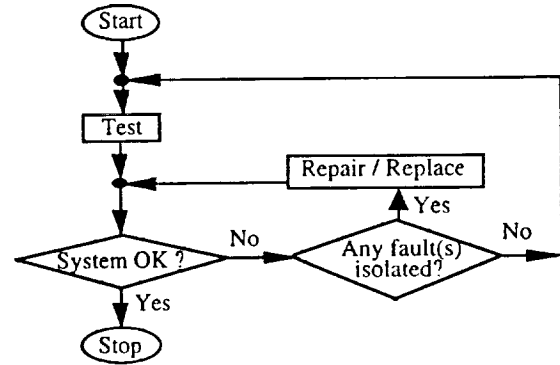 Start
Test
Repair / Replace
Yes
No
No
System OK ?
Any fault(s)
isolated?
Yes
Stop